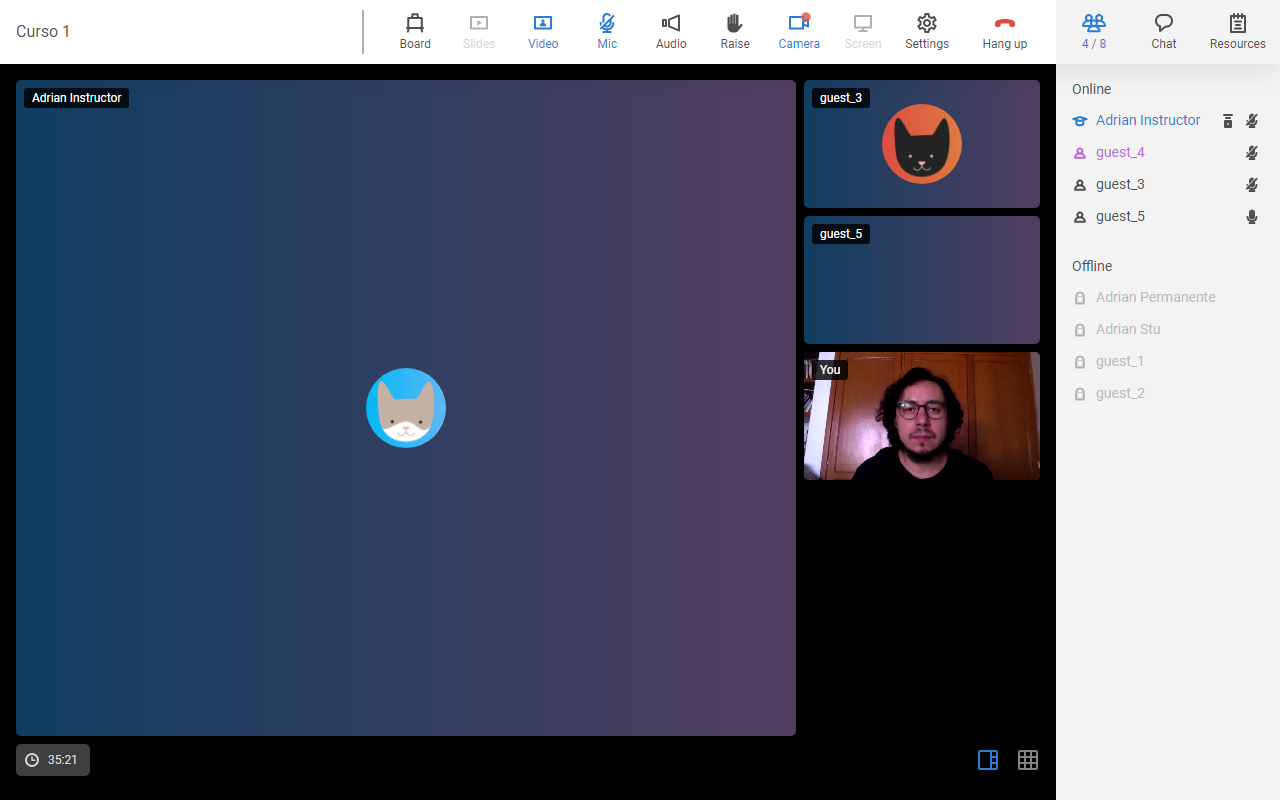 Curso 1
Board
Slides
Video
Mic
Audio
Raise
Camera
Screen
Settings
Hang up
4 / 8
Chat
Resources
Adrian Instructor
guest_3
guest_5
You
35:21
Online
Adrian Instructor
guest_4
guest_3
guest_5
Offline
Adrian Permanente
Adrian Stu
guest_1
guest_2